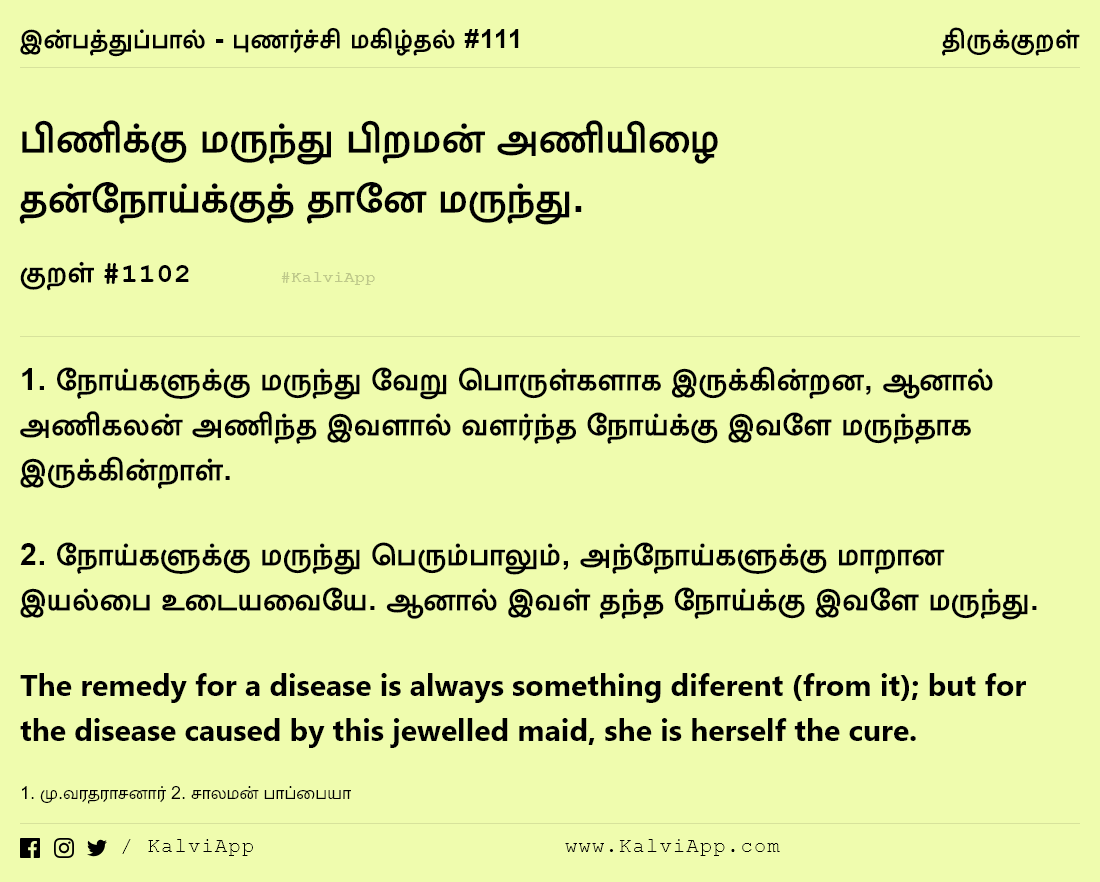 இன்பத்துப்பால் - புணர்ச்சி மகிழ்தல் #111 திருக்குறள்
பிணிக்கு மருந்து பிறமன் அணியிழை
தன்நோய்க்குத் தானே மருந்து.
குறள் #1102 #KalviApp
1. நோய்களுக்கு மருந்து வேறு பொருள்களாக இருக்கின்றன, ஆனால்
அணிகலன் அணிந்த இவளால் வளர்ந்த நோய்க்கு இவளே மருந்தாக
இருக்கின்றாள்.
2. நோய்களுக்கு மருந்து பெரும்பாலும், அந்நோய்களுக்கு மாறான
இயல்பை உடையவையே. ஆனால் இவள் தந்த நோய்க்கு இவளே மருந்து.
The remedy for a disease is always something diferent (from it); but for
the disease caused by this jewelled maid, she is herself the cure.
1. மு.வரதராசனார் 2. சாலமன் பாப்பையா
/ KalviApp www.KalviApp.com